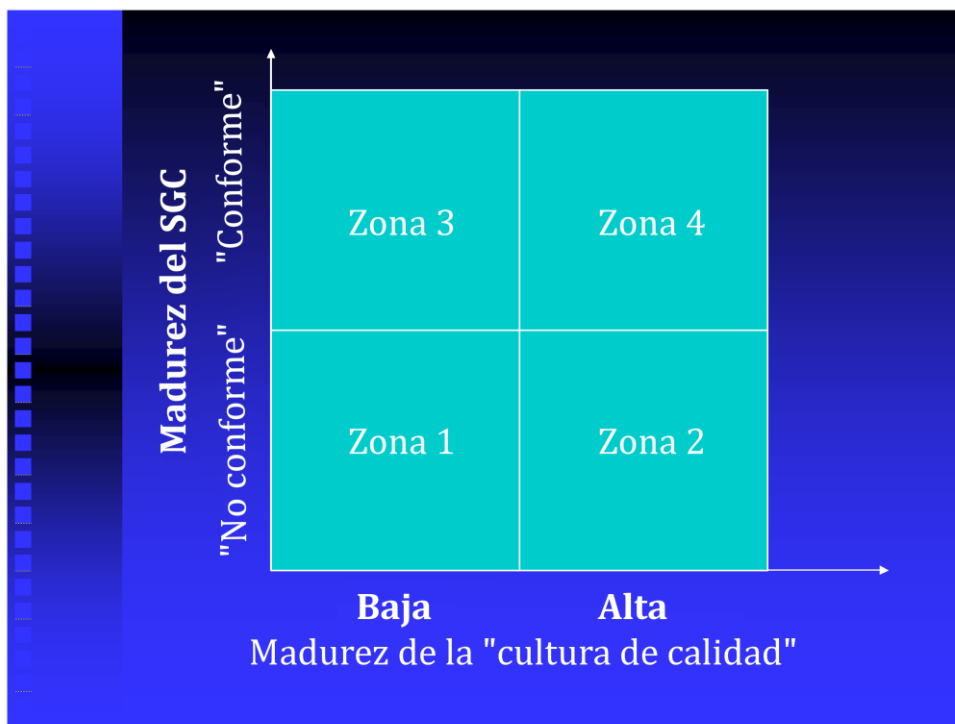 Madurez del SGC
"Conforme"
"No conforme"
Zona 3
Zona 4
Zona 1
Zona 2
Baja
Alta
Madurez de la "cultura de calidad"